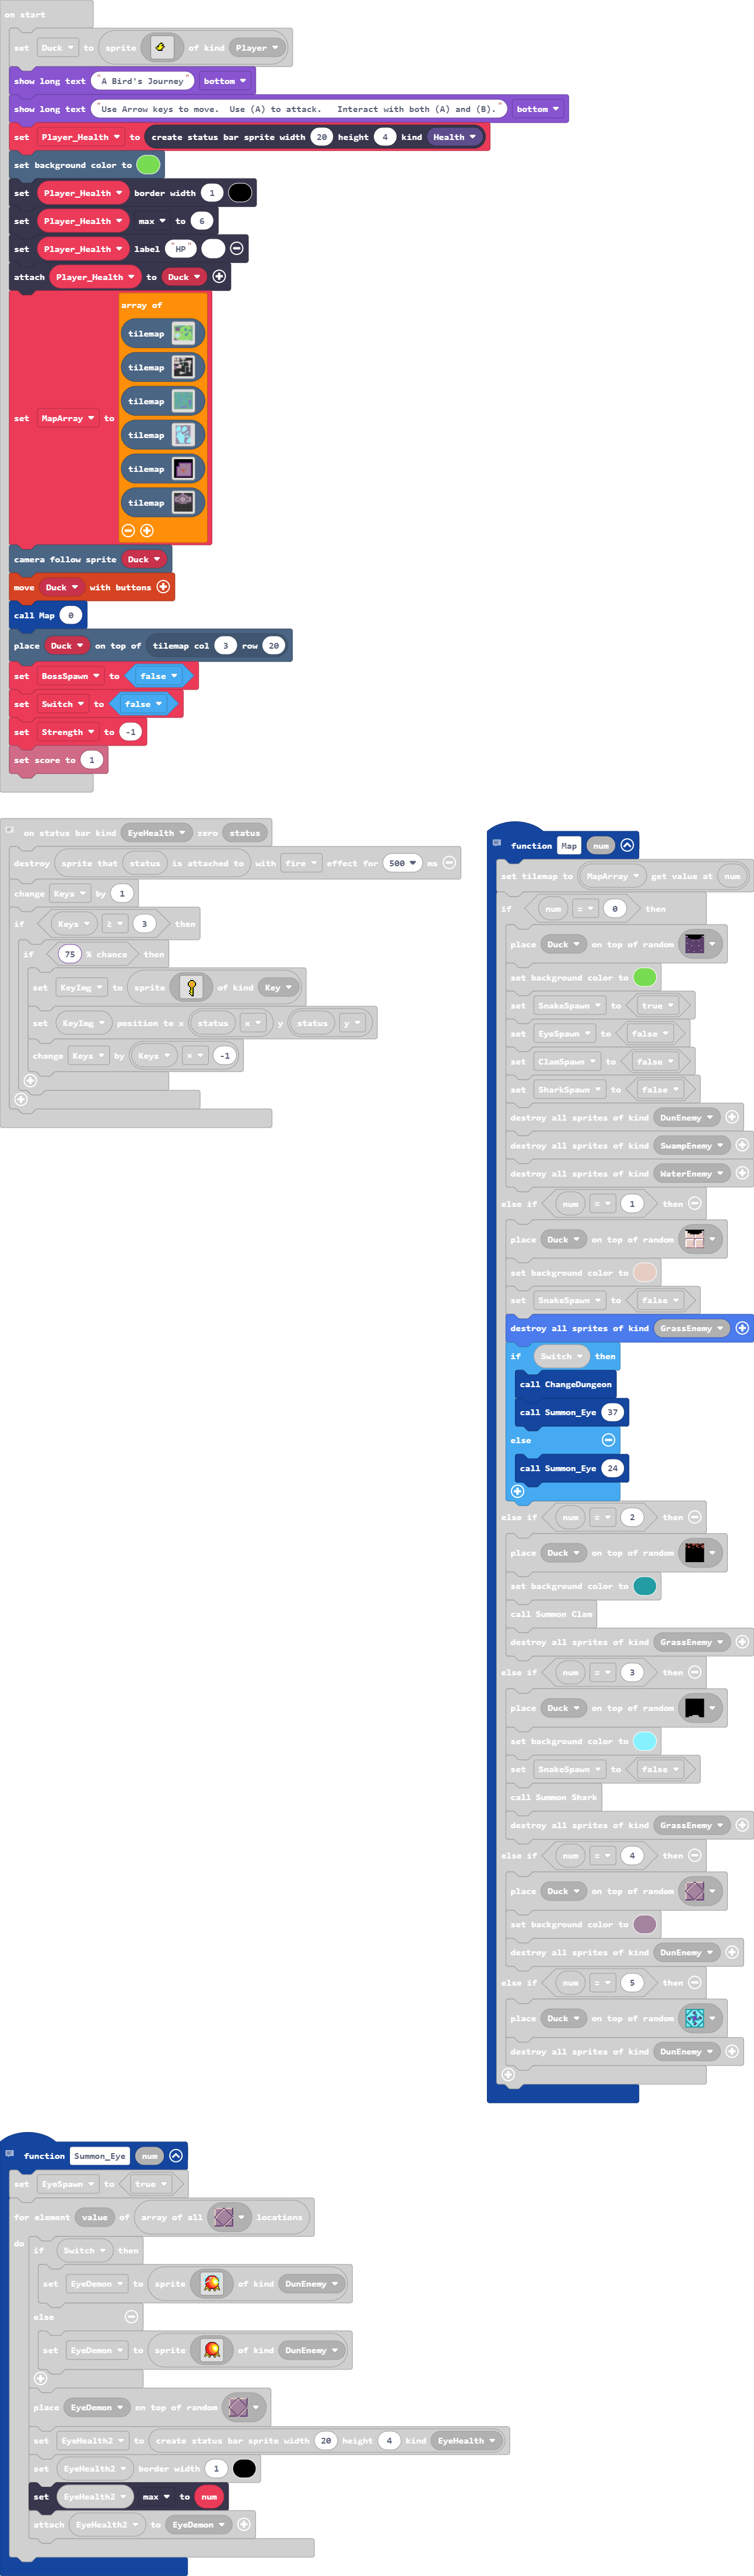 on start
set Duck to sprite of kind Player
show long text "A Bird's Journey" bottom
show long text "Use Arrow keys to move. Use (A) to attack. Interact with both (A) and (B)." bottom
set Player_Health to create status bar sprite width 20 height 4 kind Health
set background color to
set Player_Health border width 1
set Player_Health max to 6
set Player_Health label "HP"
attach Player_Health to Duck
array of
tilemap
tilemap
tilemap
set MapArray to
tilemap
tilemap
tilemap
camera follow sprite Duck
move Duck with buttons
call Map 0
place Duck on top of tilemap col 3 row 20
set BossSpawn to false
set Switch to false
set Strength to -1
set score to 1
on status bar kind EyeHealth zero status
destroy sprite that status is attached to with fire effect for 500 ms
change Keys by 1
if Keys ≥ 3 then
if 75 % chance then
set KeyImg to sprite of kind Key
set KeyImg position to x status x y status y
change Keys by Keys × -1
function Map num
set tilemap to MapArray get value at num
if num = 0 then
place Duck on top of random
set background color to
set SnakeSpawn to true
set EyeSpawn to false
set ClamSpawn to false
set SharkSpawn to false
destroy all sprites of kind DunEnemy
destroy all sprites of kind SwampEnemy
destroy all sprites of kind WaterEnemy
else if num = 1 then
place Duck on top of random
set background color to
set SnakeSpawn to false
destroy all sprites of kind GrassEnemy
if Switch then
call ChangeDungeon
call Summon_Eye 37
else
call Summon_Eye 24
else if num = 2 then
place Duck on top of random
set background color to
call Summon Clam
destroy all sprites of kind GrassEnemy
else if num = 3 then
place Duck on top of random
set background color to
set SnakeSpawn to false
call Summon Shark
destroy all sprites of kind GrassEnemy
else if num = 4 then
place Duck on top of random
set background color to
destroy all sprites of kind DunEnemy
else if num = 5 then
place Duck on top of random
destroy all sprites of kind DunEnemy
function Summon_Eye num
set EyeSpawn to true
for element value of array of all locations
do
if Switch then
set EyeDemon to sprite of kind DunEnemy
else
set EyeDemon to sprite of kind DunEnemy
place EyeDemon on top of random
set EyeHealth2 to create status bar sprite width 20 height 4 kind EyeHealth
set EyeHealth2 border width 1
set EyeHealth2 max to num
attach EyeHealth2 to EyeDemon